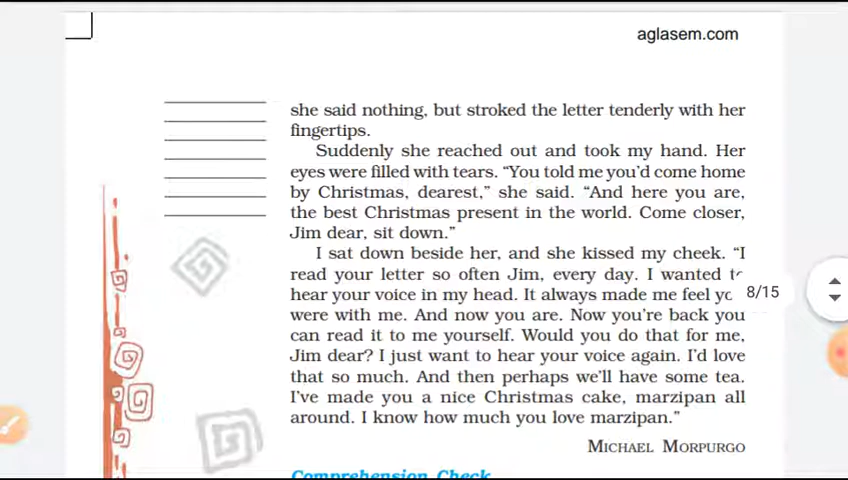 aglasem.com
she said nothing, but stroked the letter tenderly with her
fingertips.
Suddenly she reached out and took my hand. Her
eyes were filled with tears. “You told me you’d come home
by Christmas, dearest,” she said. “And here you are,
the best Christmas present in the world. Come closer,
Jim dear, sit down.”
I sat down beside her, and she kissed my cheek. “I
read your letter so often Jim, every day. I wanted
hear your voice in my head. It always made me feel
8/15
were with me. And now you are. Now you’re back you
can read it to me yourself. Would you do that for me,
Jim dear? I just want to hear your voice again. I’d love
that so much. And then perhaps we’ll have some tea.
I’ve made you a nice Christmas cake, marzipan all
around. I know how much you love marzipan.”
MICHAEL MORPURGO
Comprehension Check